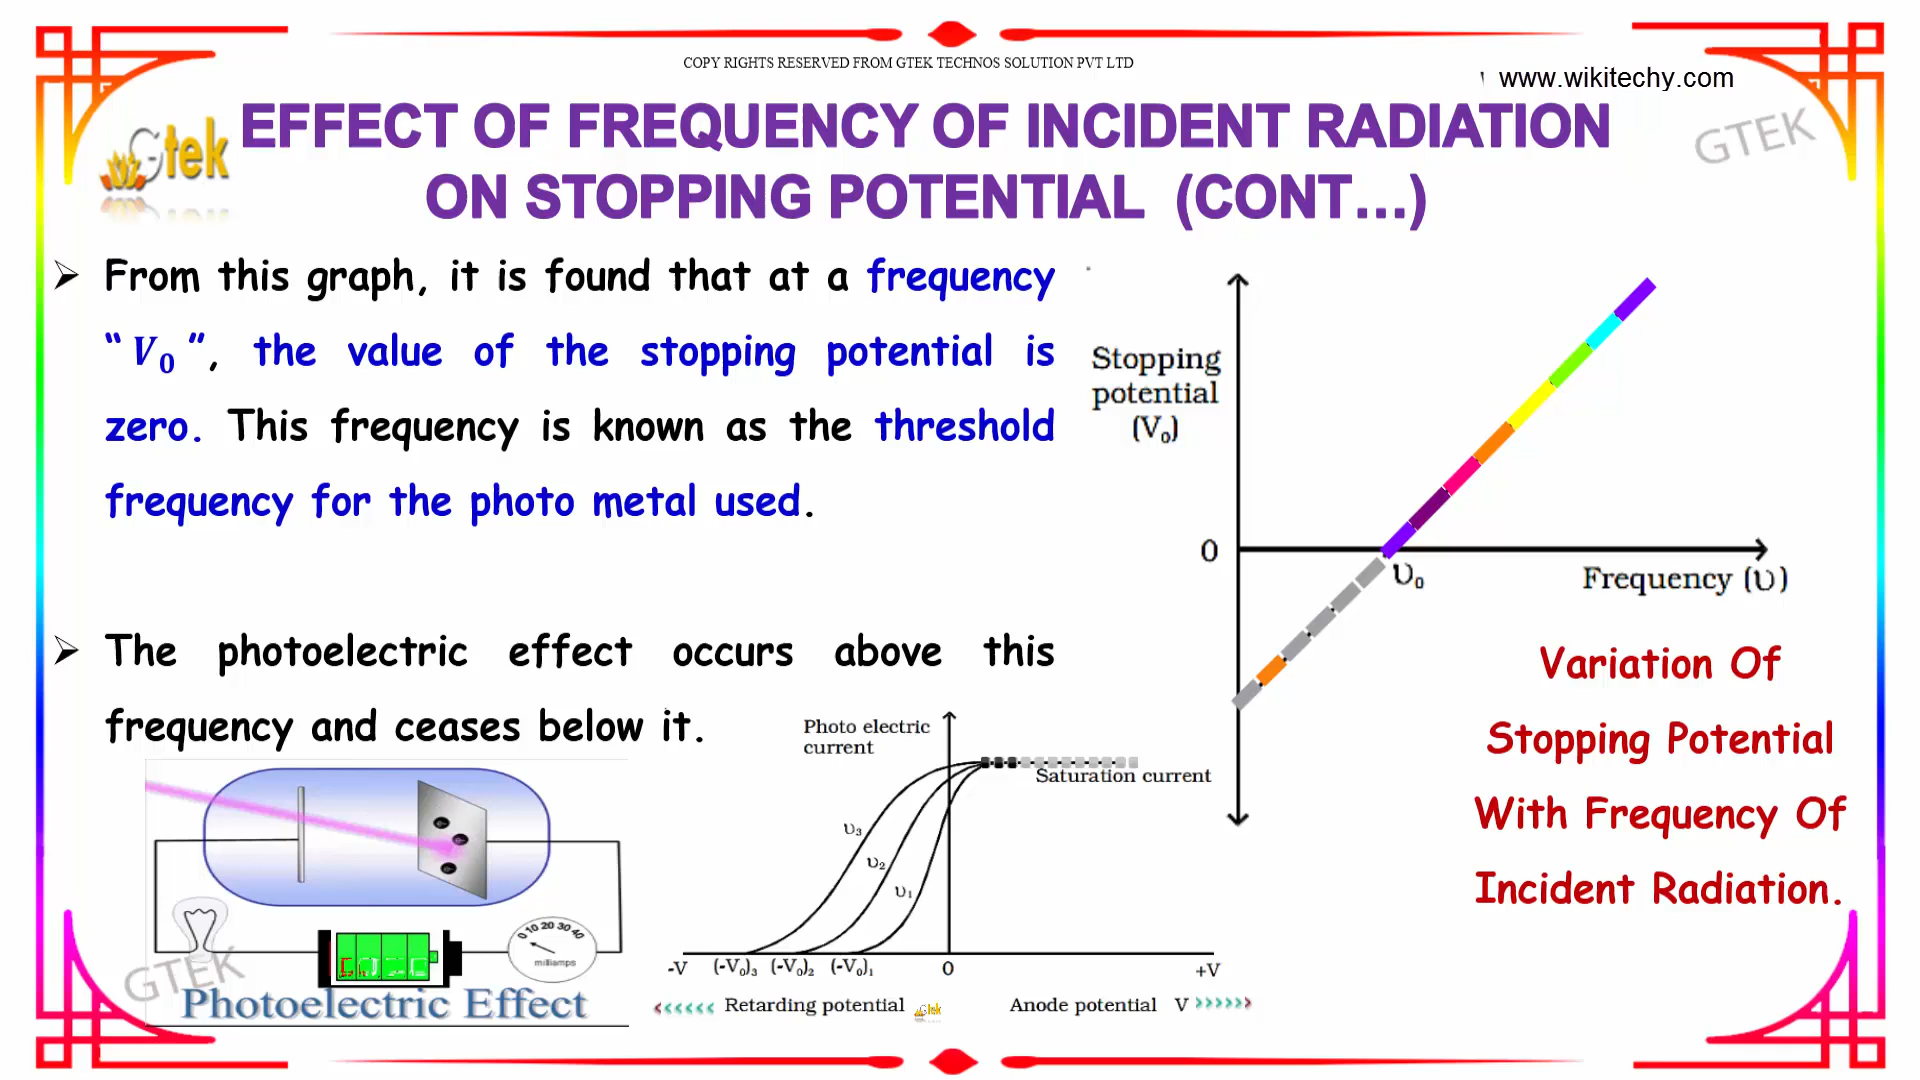 COPY RIGHTS RESERVED FROM GTEK TECHNOS SOLUTION PVT LTD
www.wikitechy.com
Gtek
GTEK
EFFECT OF FREQUENCY OF INCIDENT RADIATION
ON STOPPING POTENTIAL (CONT...)
➢ From this graph, it is found that at a frequency
“V₀”, the value of the stopping potential is
zero. This frequency is known as the threshold
frequency for the photo metal used.
➢ The photoelectric effect occurs above this
frequency and ceases below it.
Stopping
potential
(V₀)
0
υ₀
Frequency (υ)
Variation Of
Stopping Potential
With Frequency Of
Incident Radiation.
Photo electric
current
Saturation current
υ₃
υ₂
υ₁
-V (-V₀)₃ (-V₀)₂ (-V₀)₁ 0 +V
<<<<<< Retarding potential Gtek Anode potential V >>>>>>
0 10 20 30 40
milliamps
GTEK
Photoelectric Effect